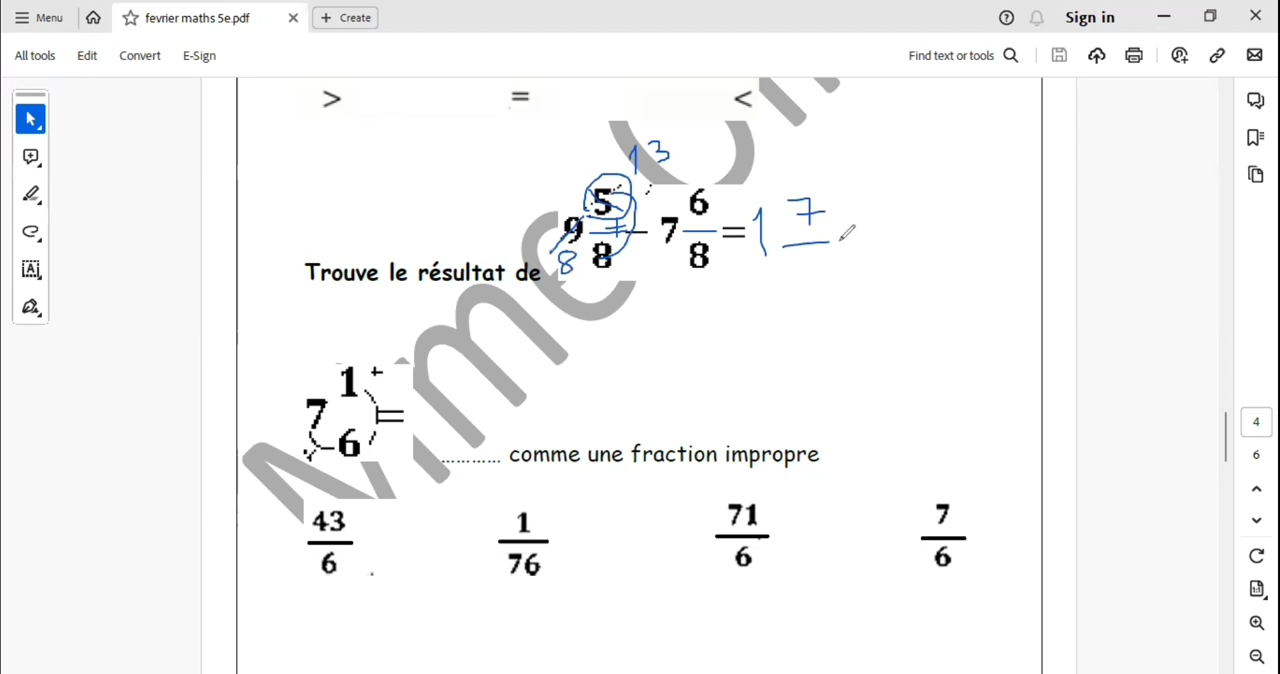 Menu
fevrier maths 5e.pdf
Create
Sign in
All tools Edit Convert E-Sign
Find text or tools
> = <
13
9 5/8 - 7 6/8 = 1 7
8
Trouve le résultat de
7 1/6 =
............ comme une fraction impropre
43/6 1/76 71/6 7/6
4
6